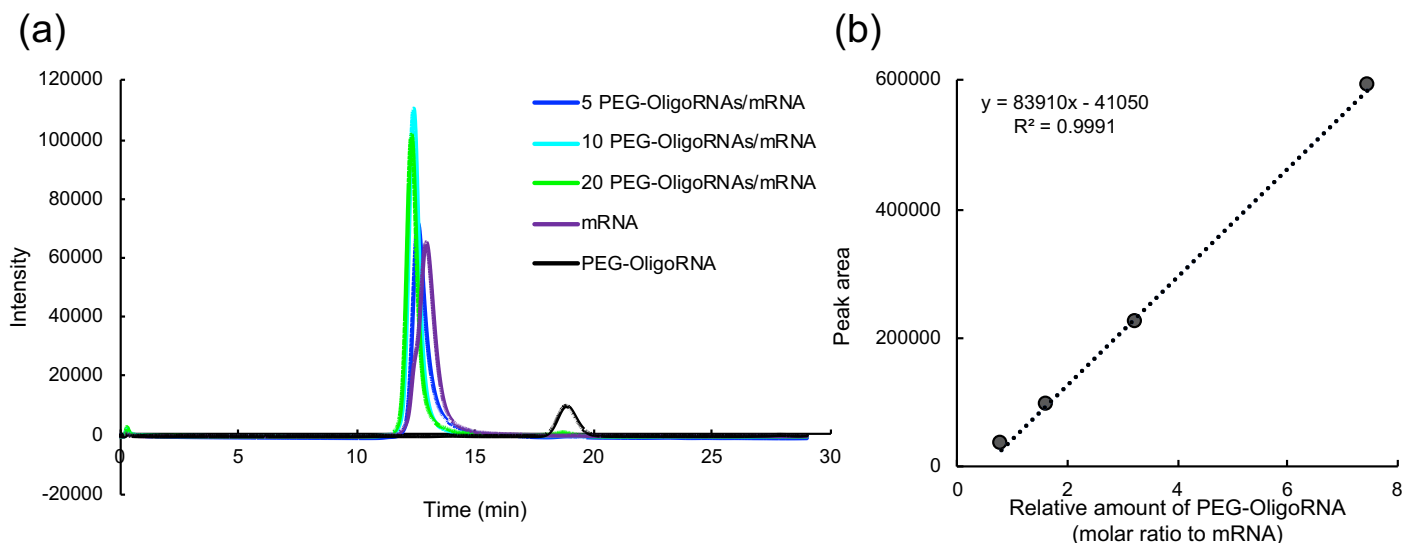 (a)
120000
100000
80000
60000
40000
20000
0
-20000
Intensity
0 5 10 15 20 25 30
Time (min)
5 PEG-OligoRNAs/mRNA
10 PEG-OligoRNAs/mRNA
20 PEG-OligoRNAs/mRNA
mRNA
PEG-OligoRNA
(b)
600000
400000
200000
0
Peak area
y = 83910x - 41050
R² = 0.9991
0 2 4 6 8
Relative amount of PEG-OligoRNA
(molar ratio to mRNA)